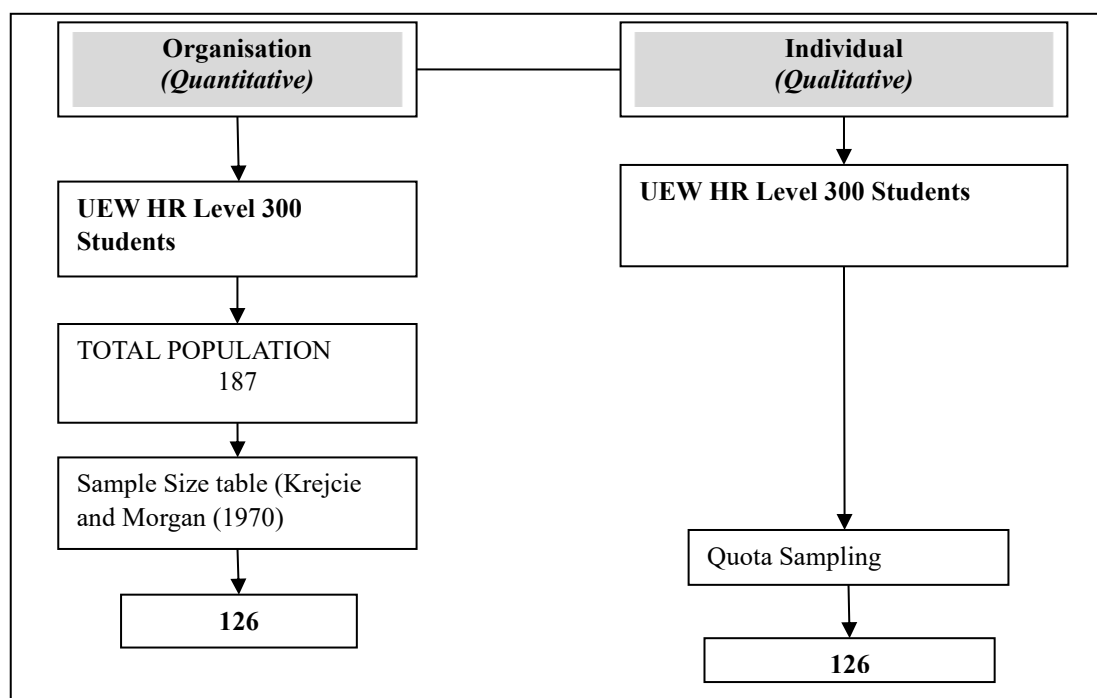 Organisation
(Quantitative)
Individual
(Qualitative)
UEW HR Level 300
Students
UEW HR Level 300 Students
TOTAL POPULATION
187
Sample Size table (Krejcie
and Morgan (1970)
Quota Sampling
126
126